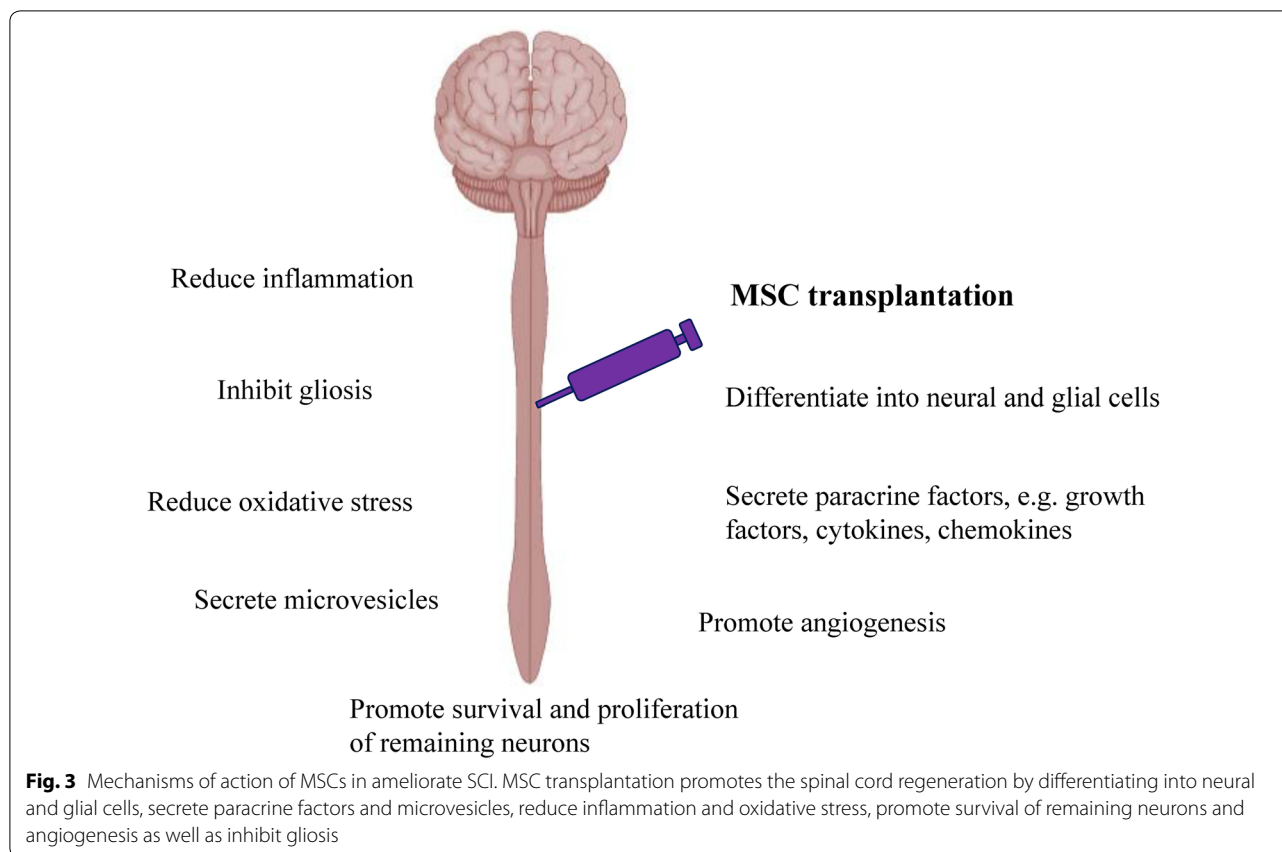 Reduce inflammation
MSC transplantation
Inhibit gliosis
Differentiate into neural and glial cells
Reduce oxidative stress
Secrete paracrine factors, e.g. growth
factors, cytokines, chemokines
Secrete microvesicles
Promote angiogenesis
Promote survival and proliferation
of remaining neurons
Fig. 3 Mechanisms of action of MSCs in ameliorate SCI. MSC transplantation promotes the spinal cord regeneration by differentiating into neural
and glial cells, secrete paracrine factors and microvesicles, reduce inflammation and oxidative stress, promote survival of remaining neurons and
angiogenesis as well as inhibit gliosis